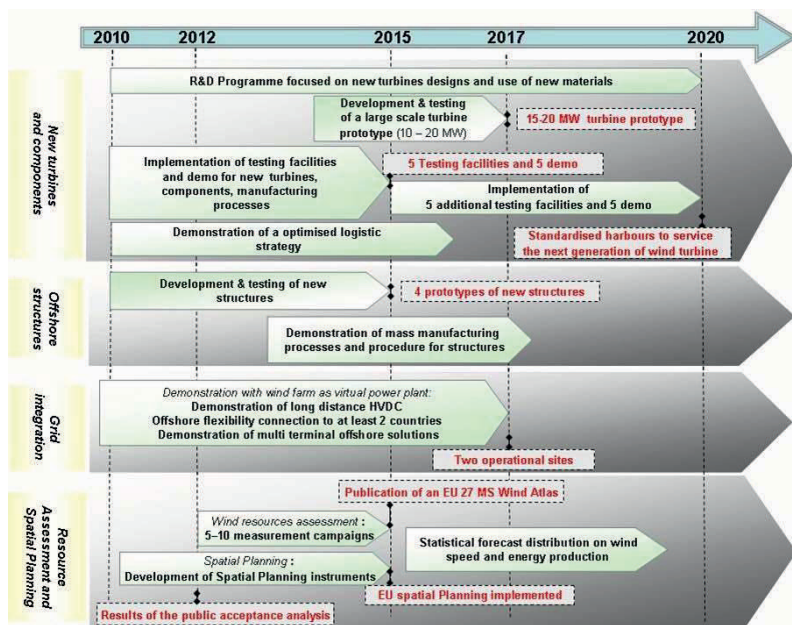 2010 2012 2015 2017 2020
New turbines
and components
R&D Programme focused on new turbines designs and use of new materials
Development & testing
of a large scale turbine
prototype (10 – 20 MW)
15-20 MW turbine prototype
Implementation of testing facilities
and demo for new turbines,
components, manufacturing
processes
5 Testing facilities and 5 demo
Implementation of
5 additional testing facilities and 5 demo
Demonstration of a optimised logistic
strategy
Standardised harbours to service
the next generation of wind turbine
Offshore
structures
Development & testing of new
structures
4 prototypes of new structures
Demonstration of mass manufacturing
processes and procedure for structures
Grid
integration
Demonstration with wind farm as virtual power plant:
Demonstration of long distance HVDC
Offshore flexibility connection to at least 2 countries
Demonstration of multi terminal offshore solutions
Two operational sites
Resource
Assessment and
Spatial Planning
Publication of an EU 27 MS Wind Atlas
Wind resources assessment :
5–10 measurement campaigns
Statistical forecast distribution on wind
speed and energy production
Spatial Planning :
Development of Spatial Planning instruments
EU spatial Planning implemented
Results of the public acceptance analysis